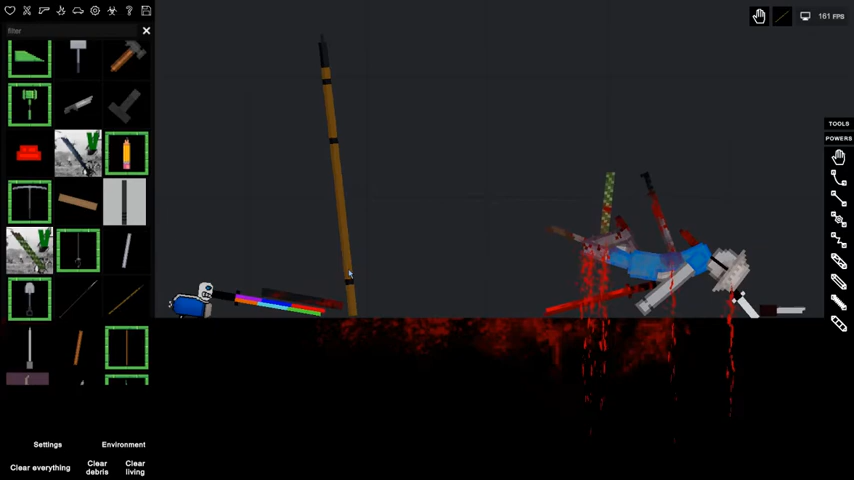 161 FPS
filter
TOOLS
POWERS
Settings
Environment
Clear everything
Clear debris
Clear living